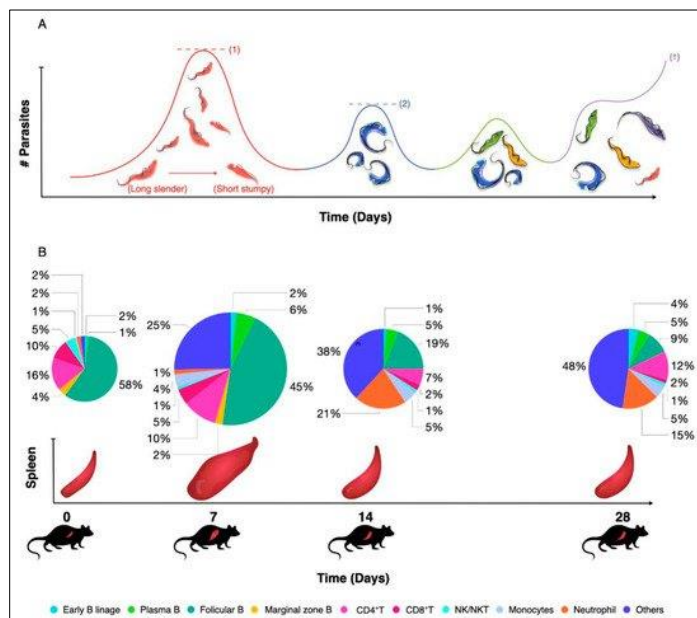 A
# Parasites
(1)
(2)
(Long slender)
(Short stumpy)
Time (Days)
B
2%
2%
1%
5%
10%
16%
4%
2%
1%
58%
25%
1%
4%
1%
5%
10%
2%
2%
6%
45%
38%
21%
1%
5%
19%
7%
2%
1%
5%
48%
4%
5%
9%
12%
2%
1%
5%
15%
Spleen
0
7
14
28
Time (Days)
Early B linage
Plasma B
Follicular B
Marginal zone B
CD4⁺T
CD8⁺T
NK/NKT
Monocytes
Neutrophil
Others